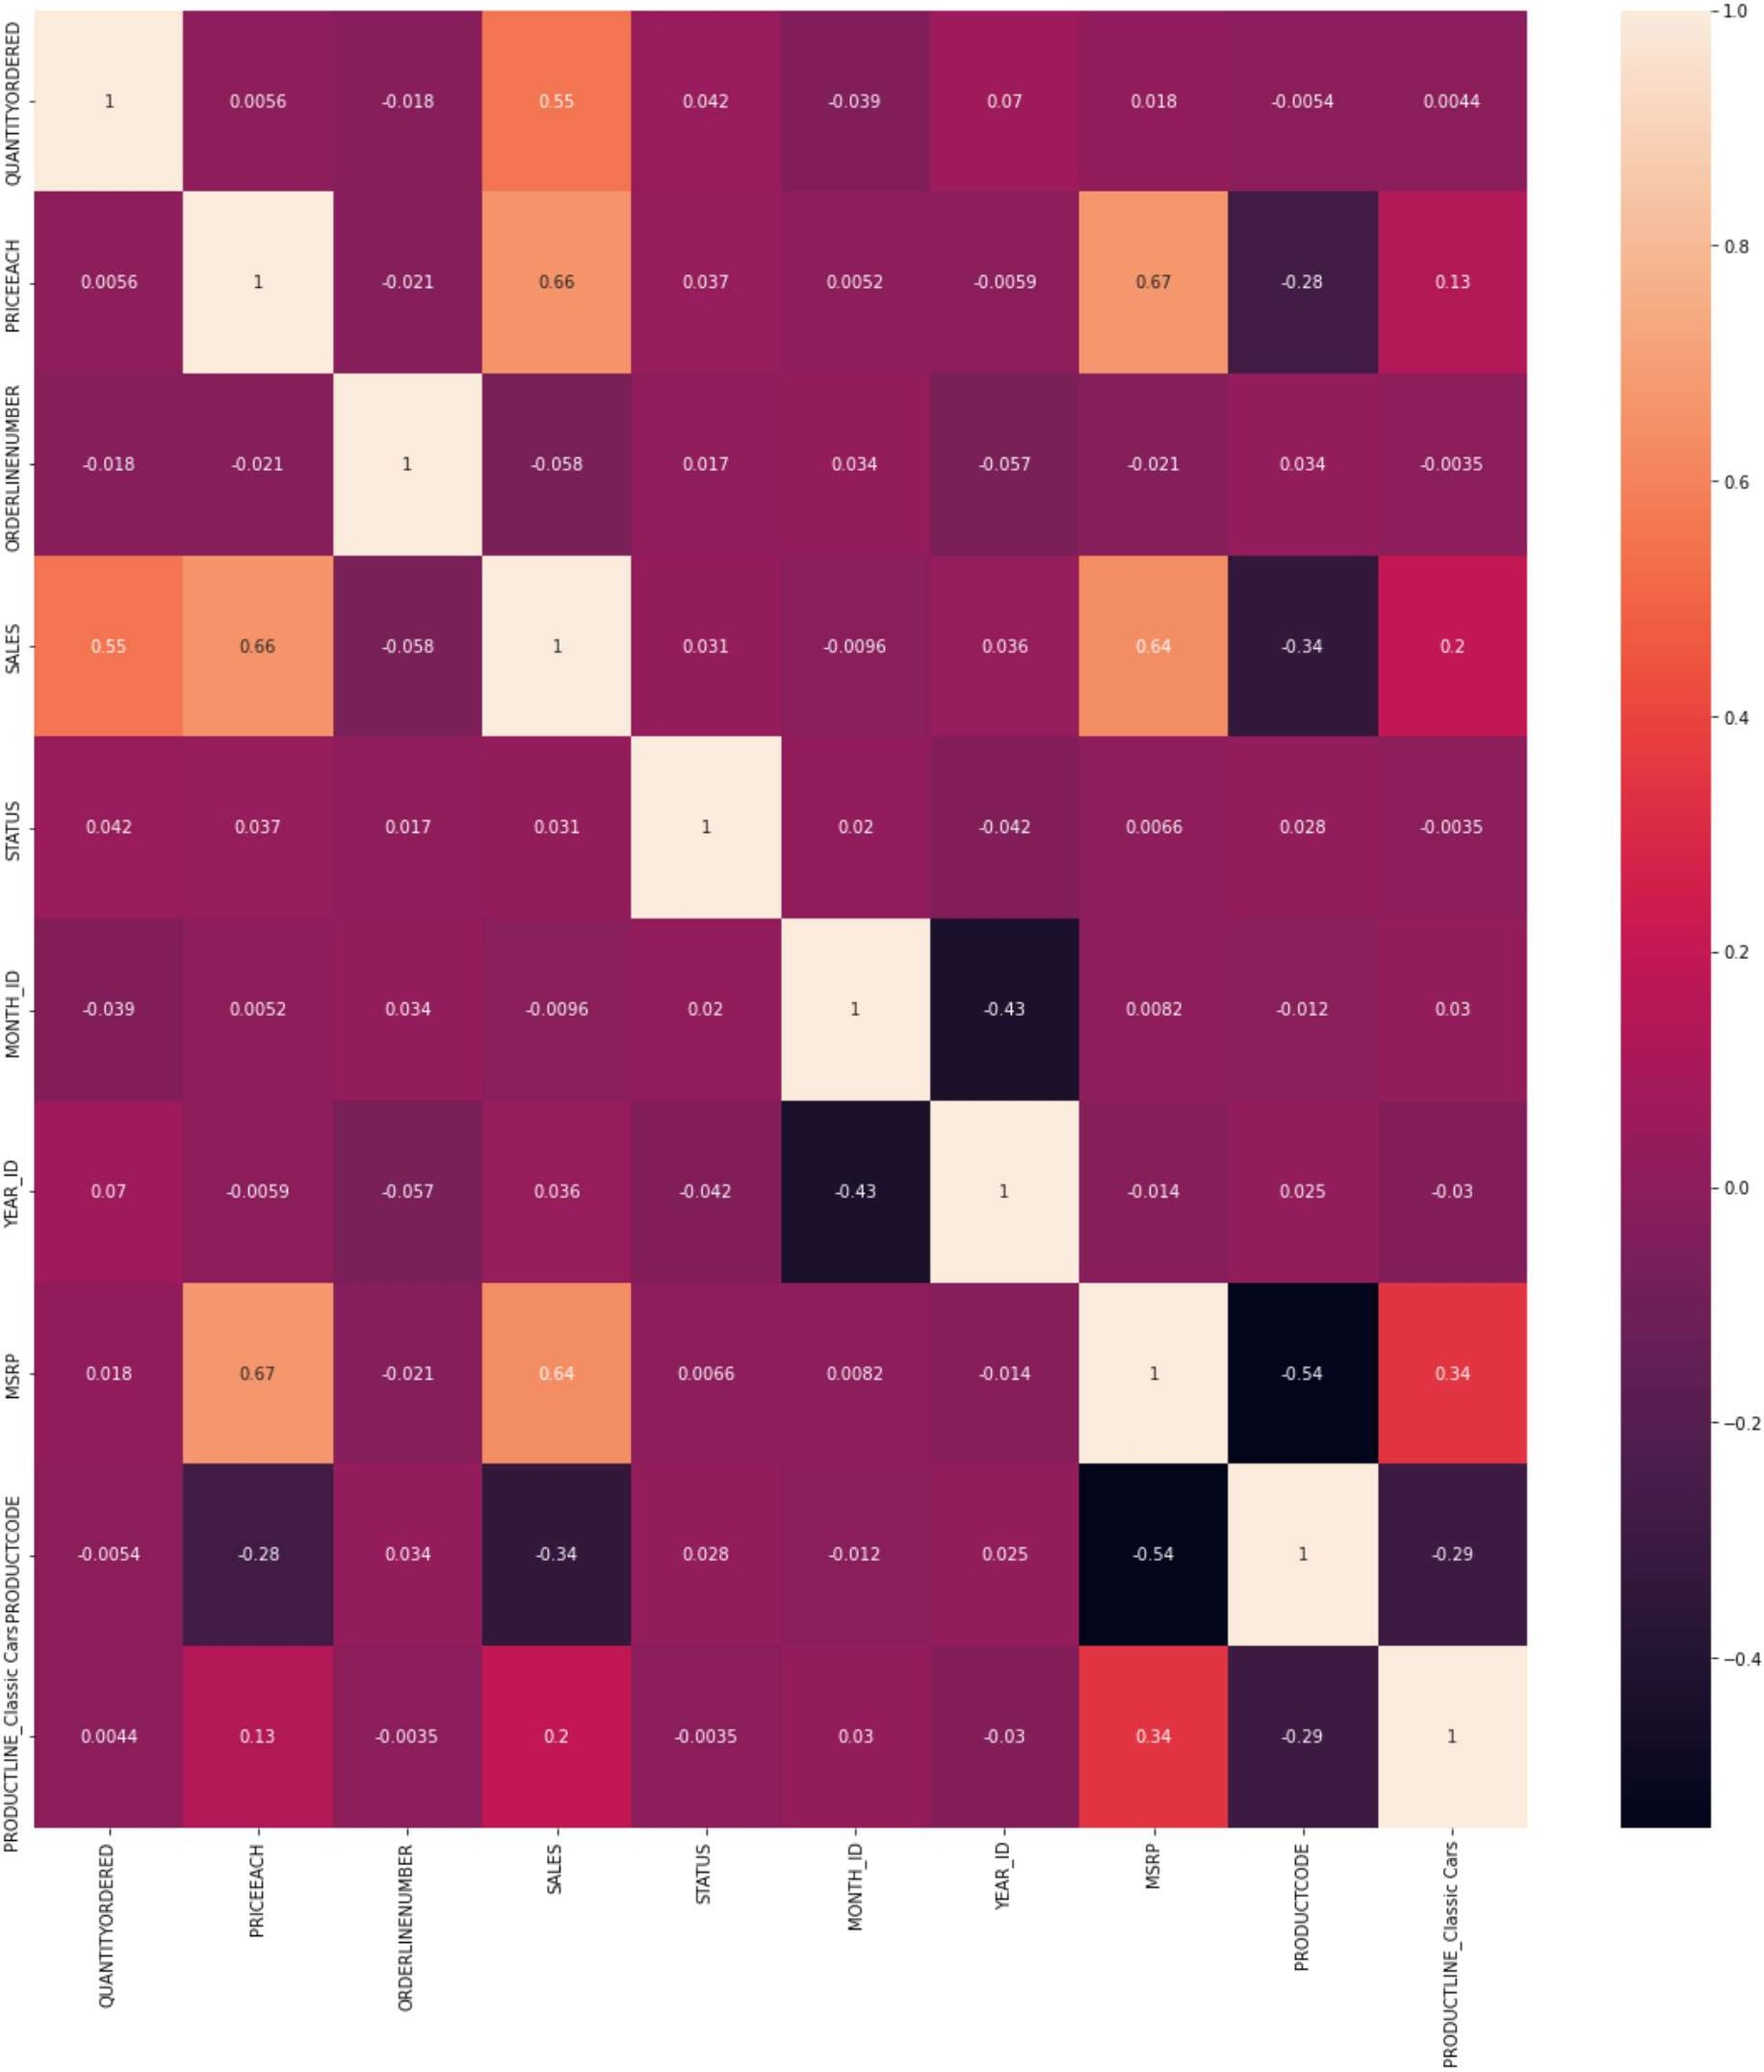 QUANTITYORDERED 1 0.0056 -0.018 0.55 0.042 -0.039 0.07 0.018 -0.0054 0.0044
PRICEEACH 0.0056 1 -0.021 0.66 0.037 0.0052 -0.0059 0.67 -0.28 0.13
ORDERLINENUMBER -0.018 -0.021 1 -0.058 0.017 0.034 -0.057 -0.021 0.034 -0.0035
SALES 0.55 0.66 -0.058 1 0.031 -0.0096 0.036 0.64 -0.34 0.2
STATUS 0.042 0.037 0.017 0.031 1 0.02 -0.042 0.0066 0.028 -0.0035
MONTH_ID -0.039 0.0052 0.034 -0.0096 0.02 1 -0.43 0.0082 -0.012 0.03
YEAR_ID 0.07 -0.0059 -0.057 0.036 -0.042 -0.43 1 -0.014 0.025 -0.03
MSRP 0.018 0.67 -0.021 0.64 0.0066 0.0082 -0.014 1 -0.54 0.34
PRODUCTCODE -0.0054 -0.28 0.034 -0.34 0.028 -0.012 0.025 -0.54 1 -0.29
PRODUCTLINE_Classic Cars 0.0044 0.13 -0.0035 0.2 -0.0035 0.03 -0.03 0.34 -0.29 1
QUANTITYORDERED PRICEEACH ORDERLINENUMBER SALES STATUS MONTH_ID YEAR_ID MSRP PRODUCTCODE PRODUCTLINE_Classic Cars
1.0
0.8
0.6
0.4
0.2
0.0
−0.2
−0.4